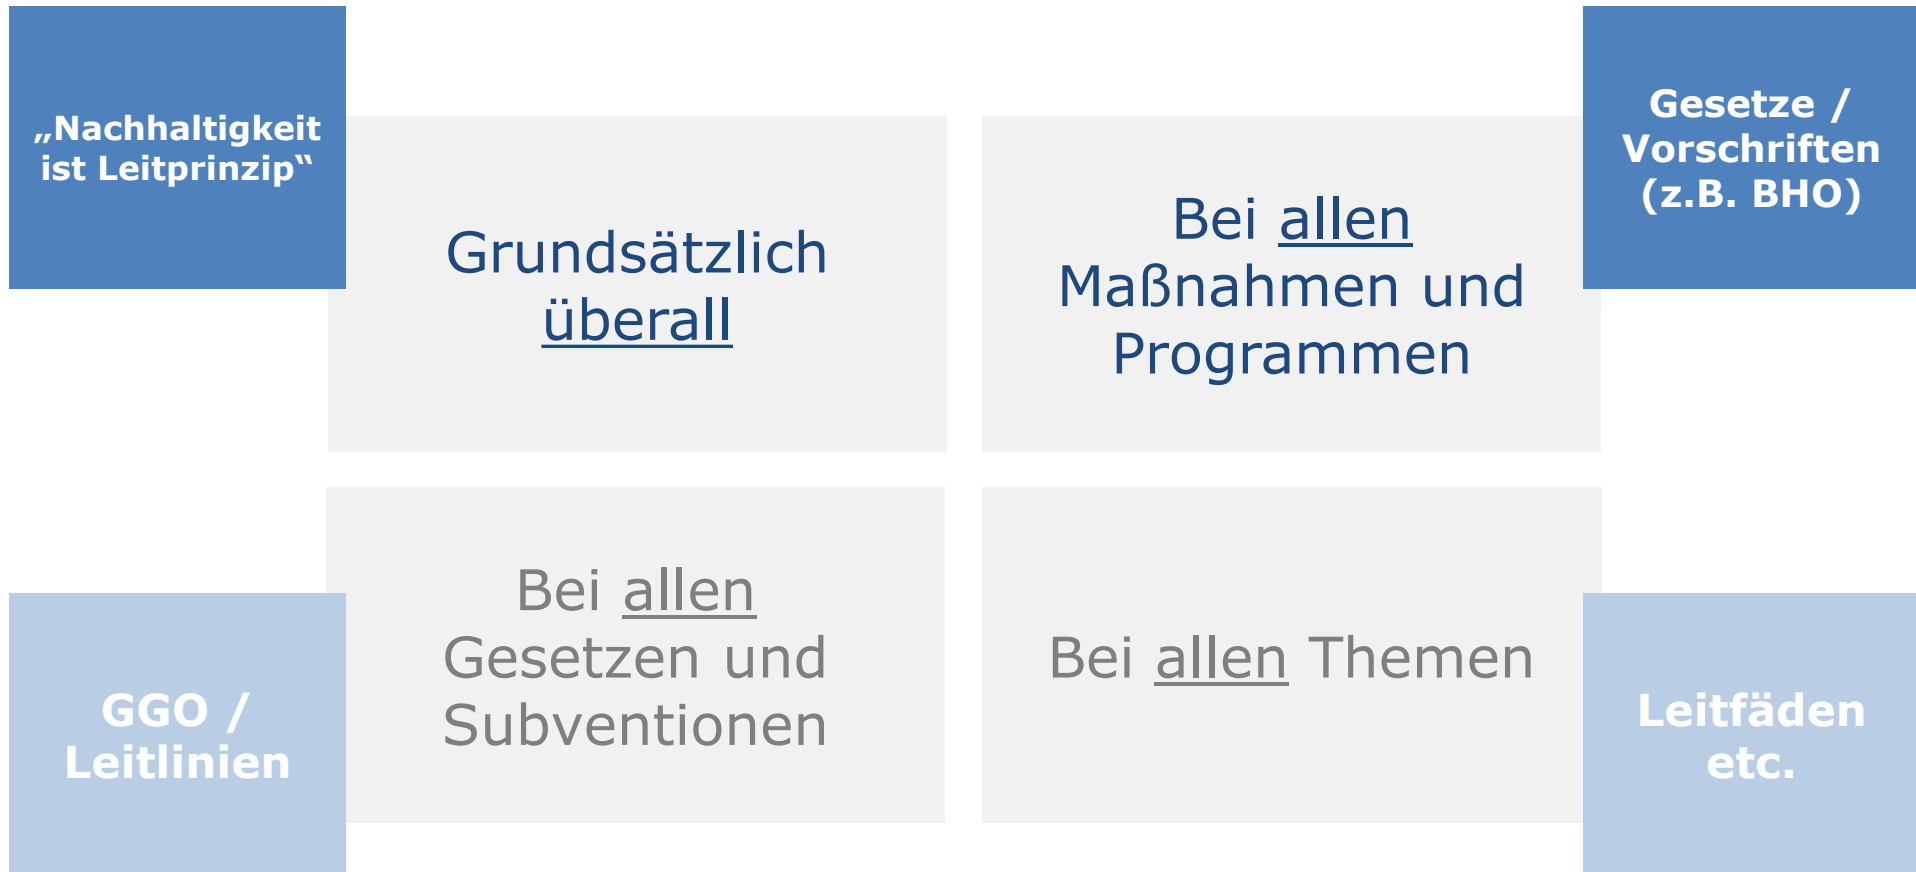 „Nachhaltigkeit
ist Leitprinzip“
Grundsätzlich
überall
Gesetze /
Vorschriften
(z.B. BHO)
Bei allen
Maßnahmen und
Programmen
GGO /
Leitlinien
Bei allen
Gesetzen und
Subventionen
Bei allen Themen
Leitfäden
etc.